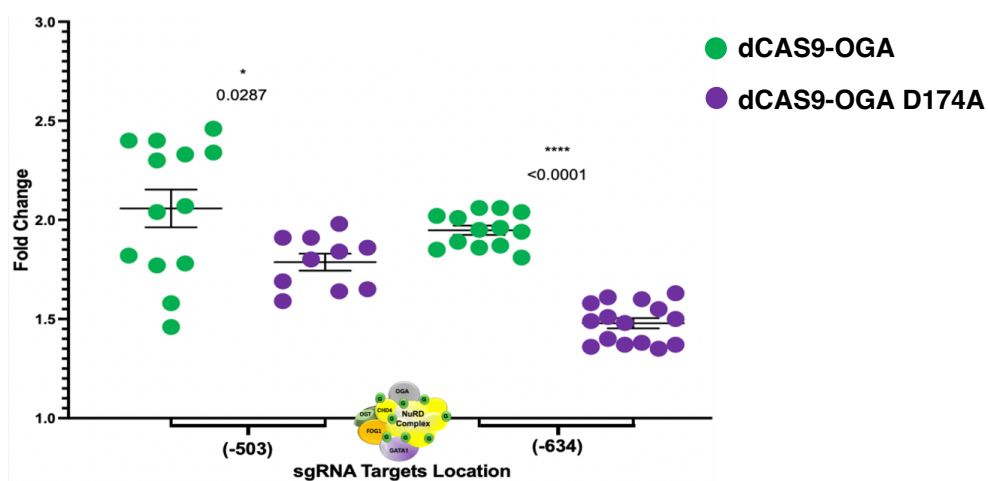 3.0
2.5
2.0
1.5
1.0
Fold Change
*
0.0287
****
<0.0001
dCAS9-OGA
dCAS9-OGA D174A
OGA
G
G
G
OGT
CHD4
NuRD
Complex
G
G
FOG1
G
G
G
GATA1
(-503)
(-634)
sgRNA Targets Location